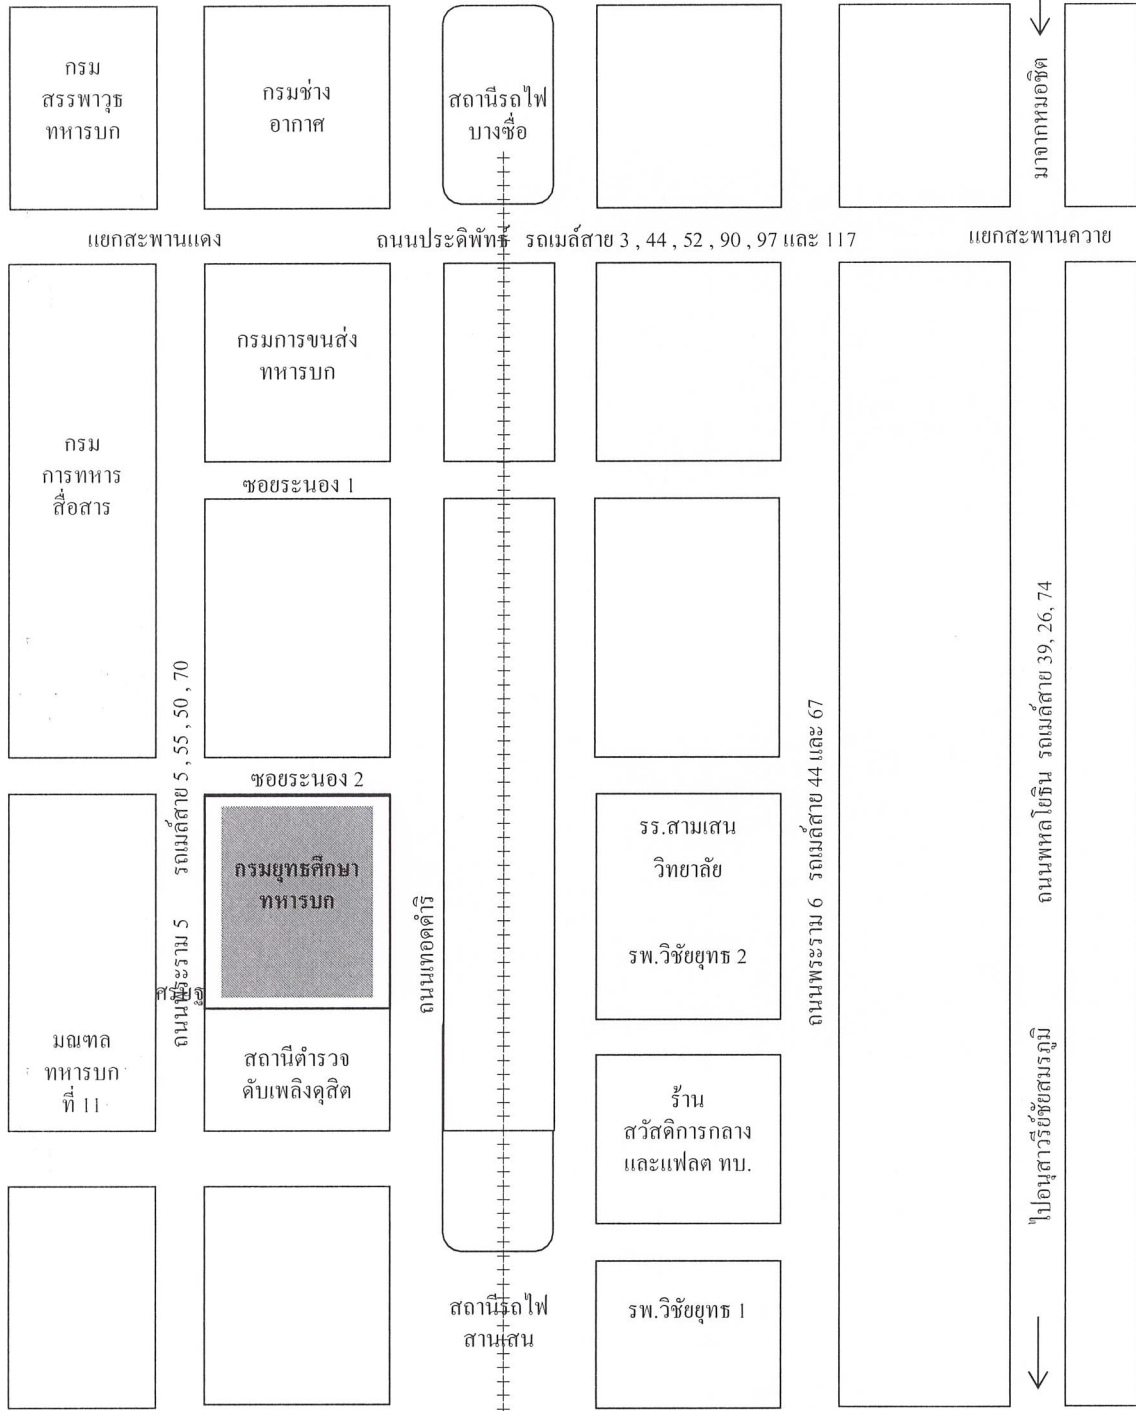 กรม
สรรพาวุธ
ทหารบก
กรมช่าง
อากาศ
สถานีรถไฟ
บางซื่อ
มาจากหมอชิต
แยกสะพานแดง
ถนนประดิพัทธ์ รถเมล์สาย 3 , 44 , 52 , 90 , 97 และ 117
แยกสะพานควาย
กรมการขนส่ง
ทหารบก
กรม
การทหาร
สื่อสาร
ซอยระนอง 1
ถนนพระราม 5 รถเมล์สาย 5 , 55 , 50 , 70
ซอยระนอง 2
กรมยุทธศึกษา
ทหารบก
ศรษฐ
ถนนเทอดดำริ
รร.สามเสน
วิทยาลัย
รพ.วิชัยยุทธ 2
ถนนพระราม 6 รถเมล์สาย 44 และ 67
ถนนพหลโยธิน รถเมล์สาย 39, 26, 74
มณฑล
ทหารบก
ที่ 11
สถานีตำรวจ
ดับเพลิงดุสิต
ร้าน
สวัสดิการกลาง
และแฟลต ทบ.
ไปอนุสาวรีย์ชัยสมรภูมิ
สถานีรถไฟ
สานเสน
รพ.วิชัยยุทธ 1